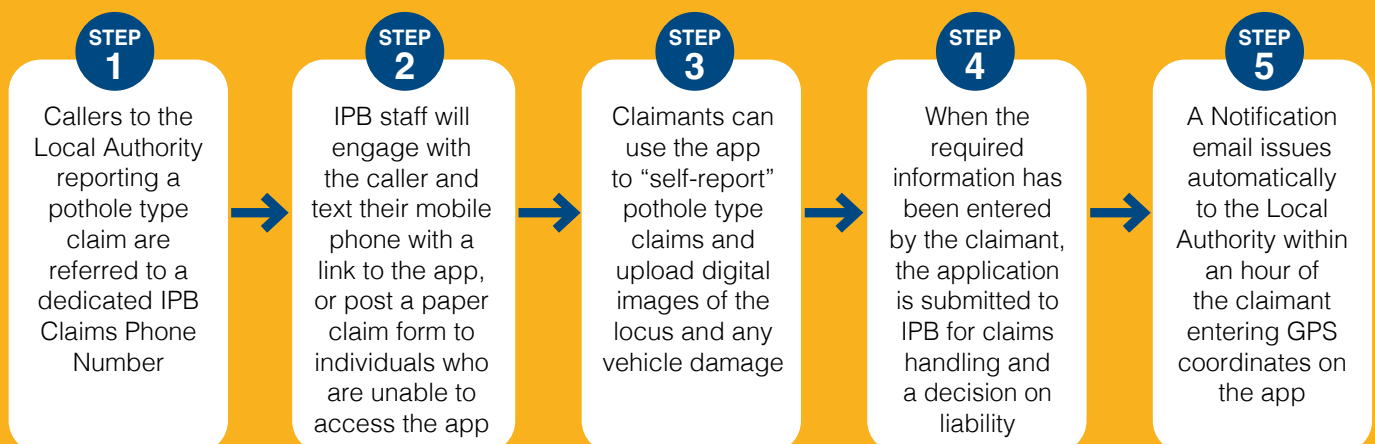 STEP
1
Callers to the
Local Authority
reporting a
pothole type
claim are
referred to a
dedicated IPB
Claims Phone
Number
STEP
2
IPB staff will
engage with
the caller and
text their mobile
phone with a
link to the app,
or post a paper
claim form to
individuals who
are unable to
access the app
STEP
3
Claimants can
use the app
to “self-report”
pothole type
claims and
upload digital
images of the
locus and any
vehicle damage
STEP
4
When the
required
information has
been entered
by the claimant,
the application
is submitted to
IPB for claims
handling and
a decision on
liability
STEP
5
A Notification
email issues
automatically
to the Local
Authority within
an hour of
the claimant
entering GPS
coordinates on
the app